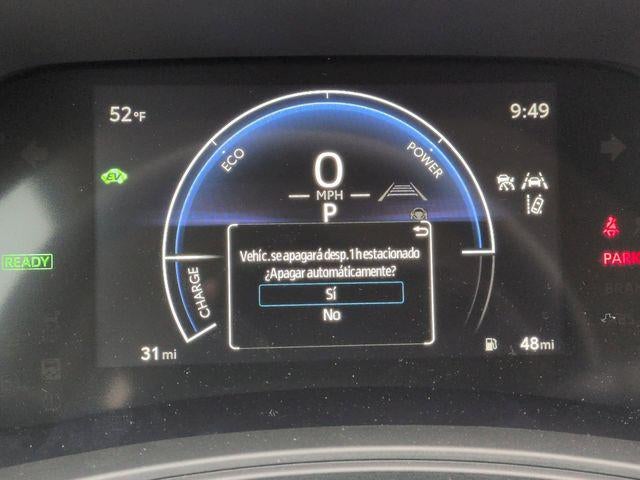 52°F
9:49
ECO
POWER
EV
0
MPH
P
READY
PARK
Vehíc. se apagará desp. 1 h estacionado
¿Apagar automáticamente?
Sí
No
CHARGE
31 mi
48 mi